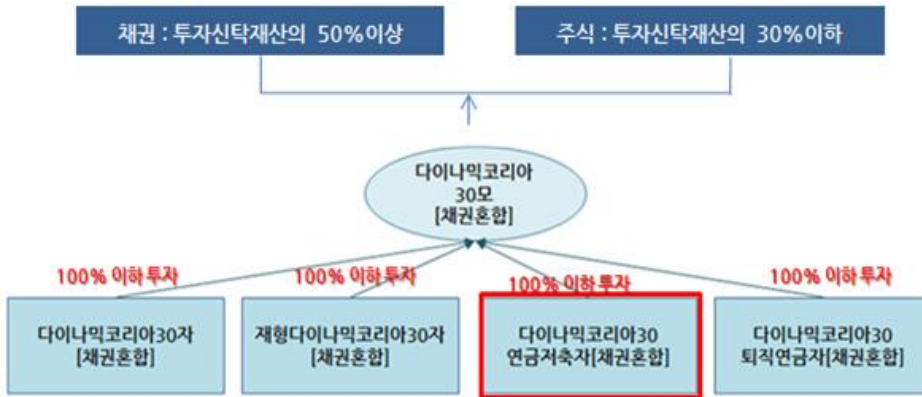 채권 : 투자신탁재산의 50%이상
주식 : 투자신탁재산의 30%이하
다이나믹코리아
30모
[채권혼합]
100% 이하 투자
100% 이하 투자
100% 이하 투자
100% 이하 투자
다이나믹코리아30자
[채권혼합]
재형다이나믹코리아30자
[채권혼합]
다이나믹코리아30
연금저축자[채권혼합]
다이나믹코리아30
퇴직연금자[채권혼합]